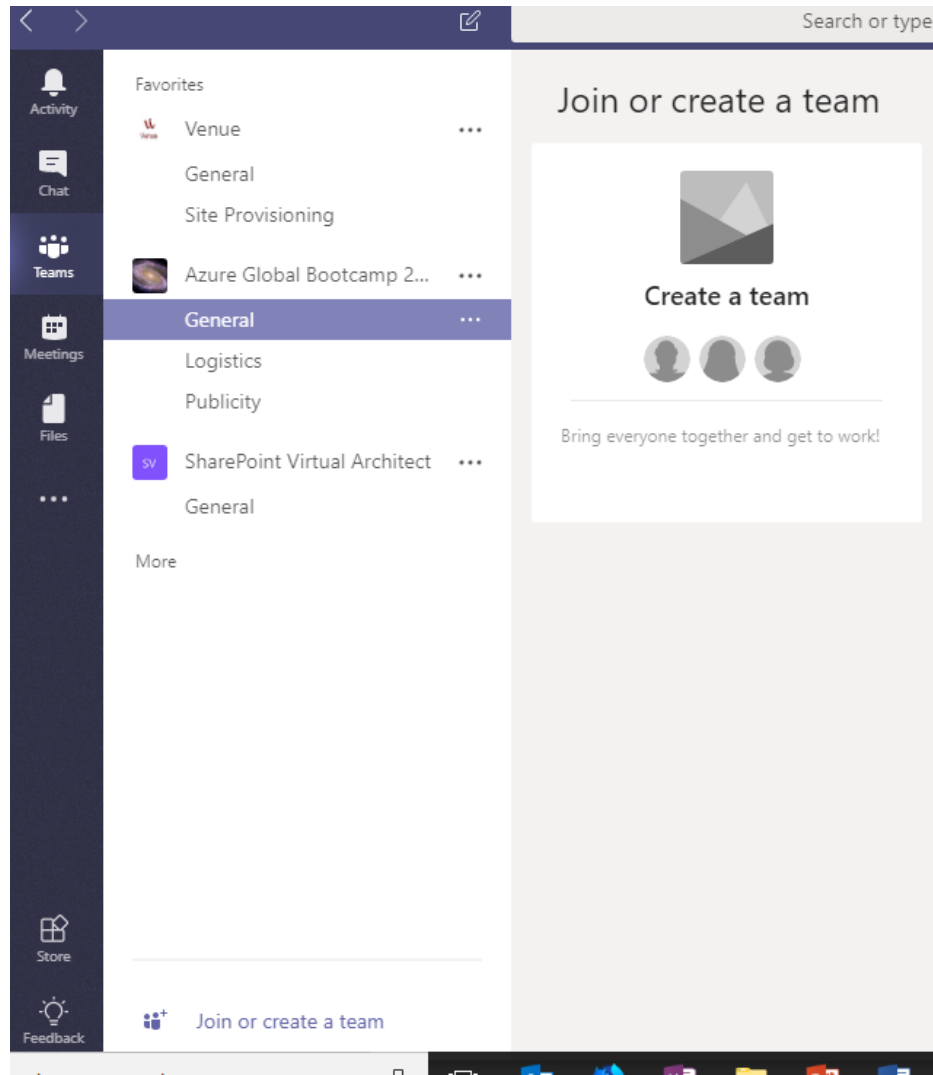 Search or type
Activity
Chat
Teams
Meetings
Files
Store
Feedback
Favorites
Venue
General
Site Provisioning
Azure Global Bootcamp 2...
General
Logistics
Publicity
SV
SharePoint Virtual Architect
General
More
Join or create a team
Join or create a team
Create a team
Bring everyone together and get to work!